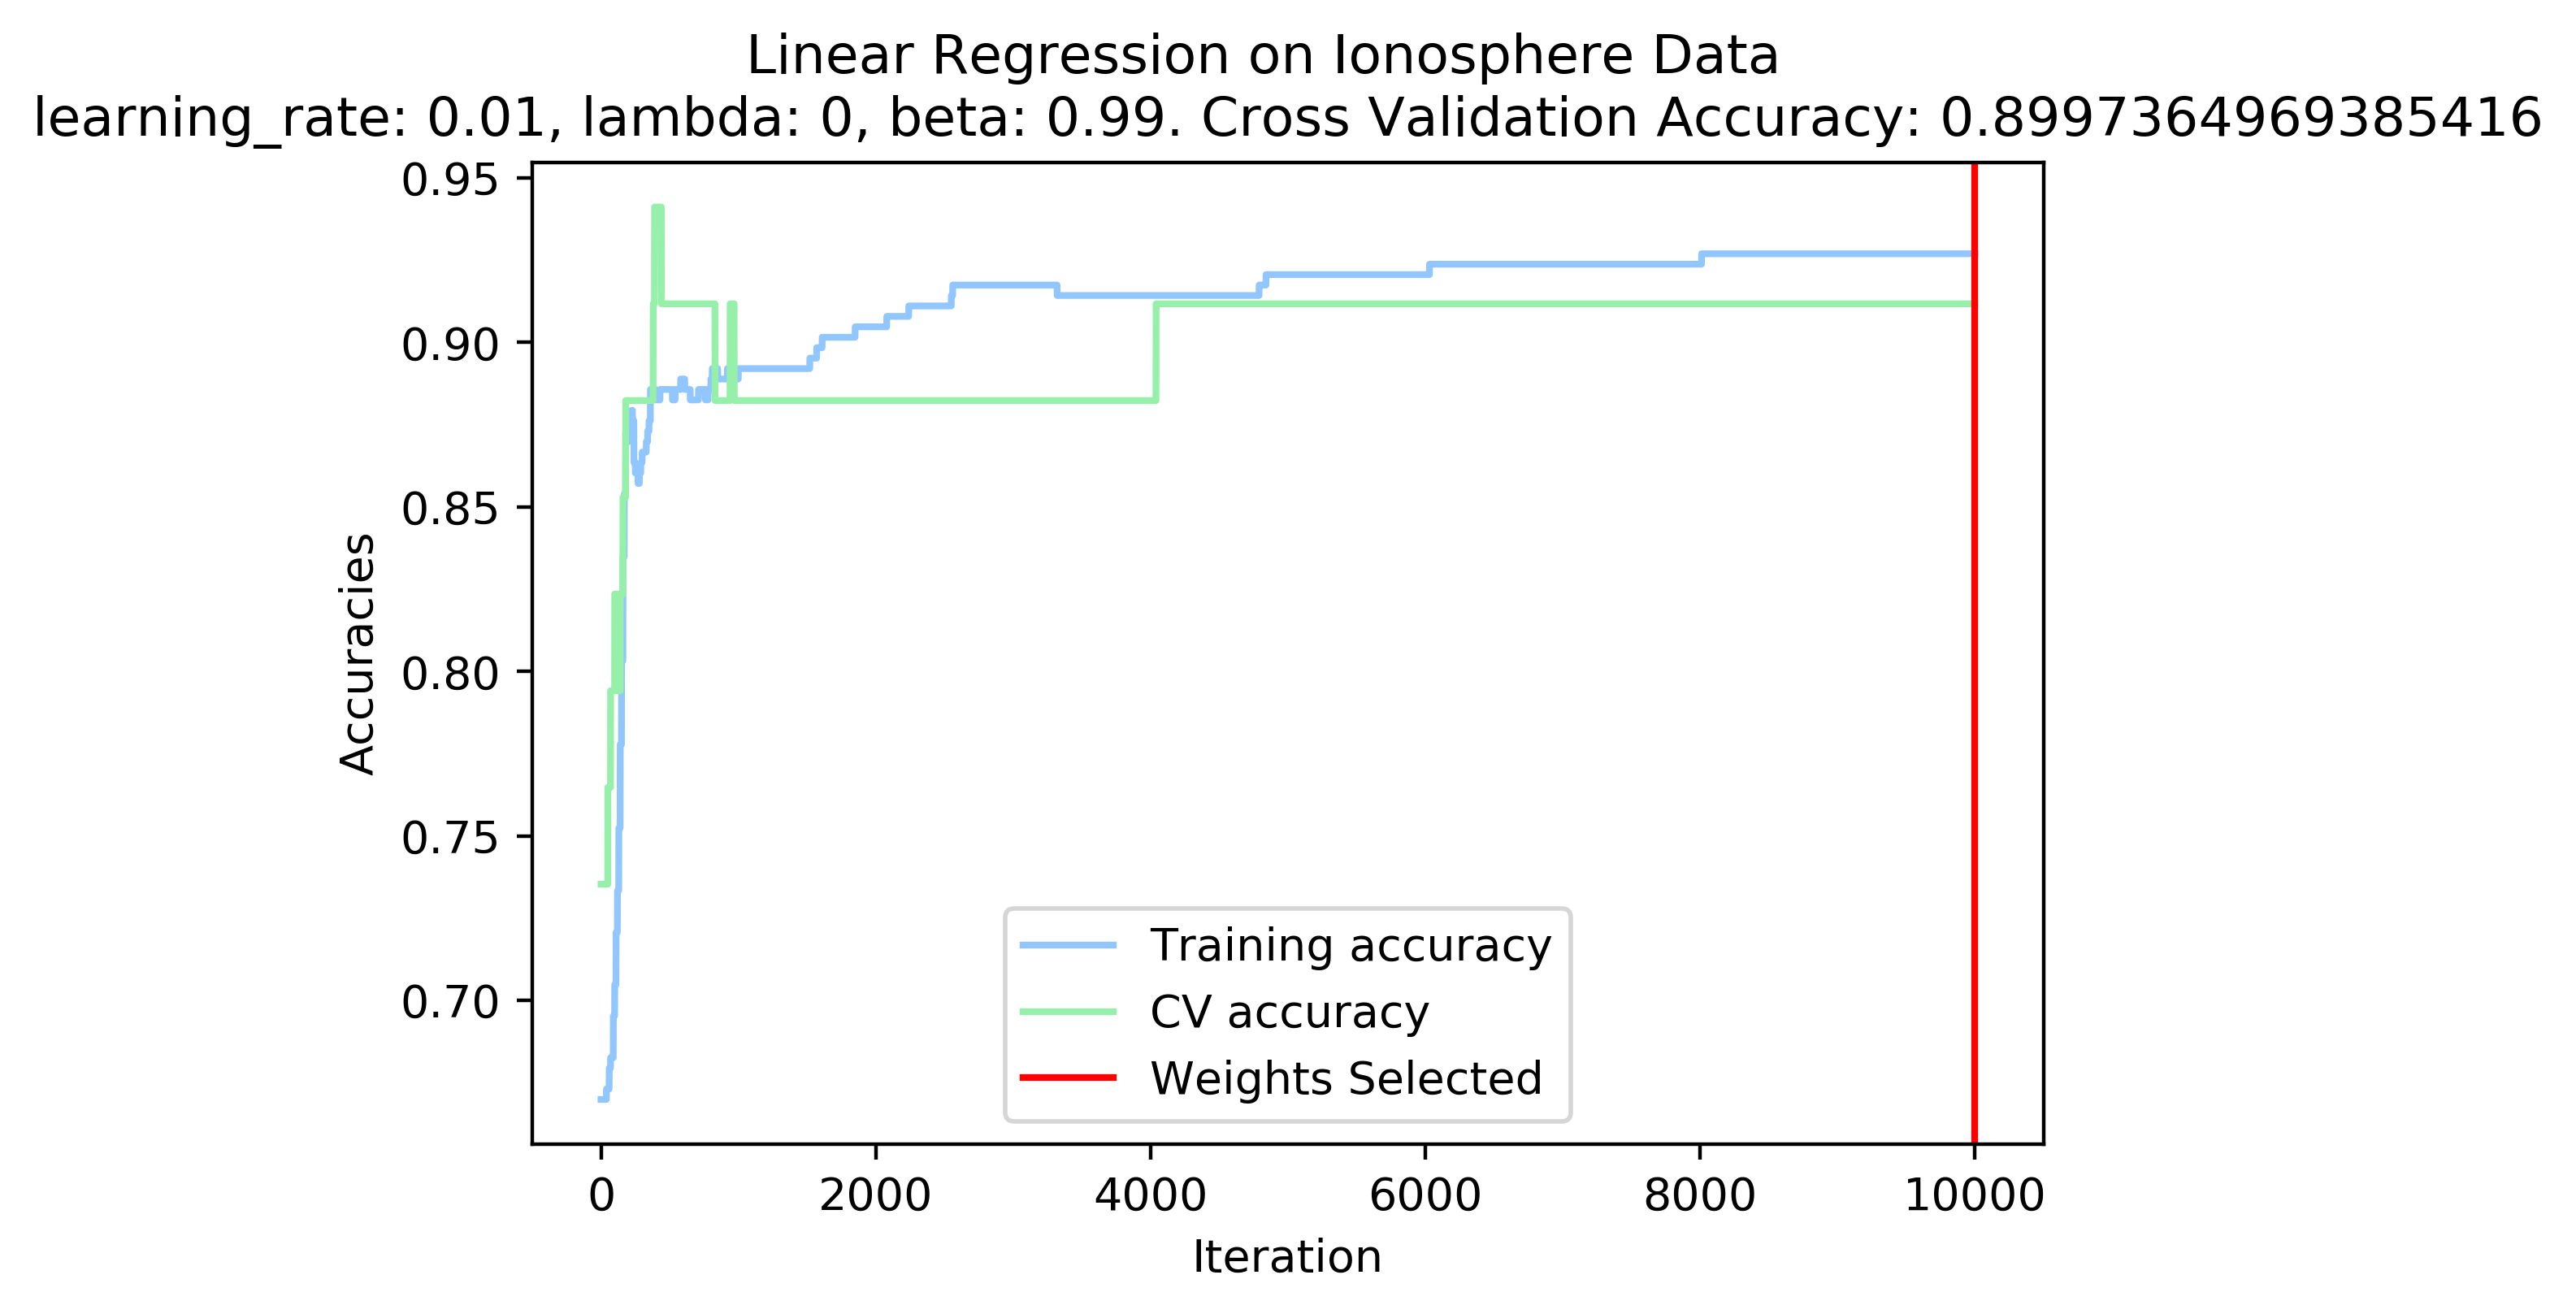 Linear Regression on Ionosphere Data
learning_rate: 0.01, lambda: 0, beta: 0.99. Cross Validation Accuracy: 0.8997364969385416
0.95
0.90
0.85
0.80
0.75
0.70
Accuracies
Training accuracy
CV accuracy
Weights Selected
0 2000 4000 6000 8000 10000
Iteration